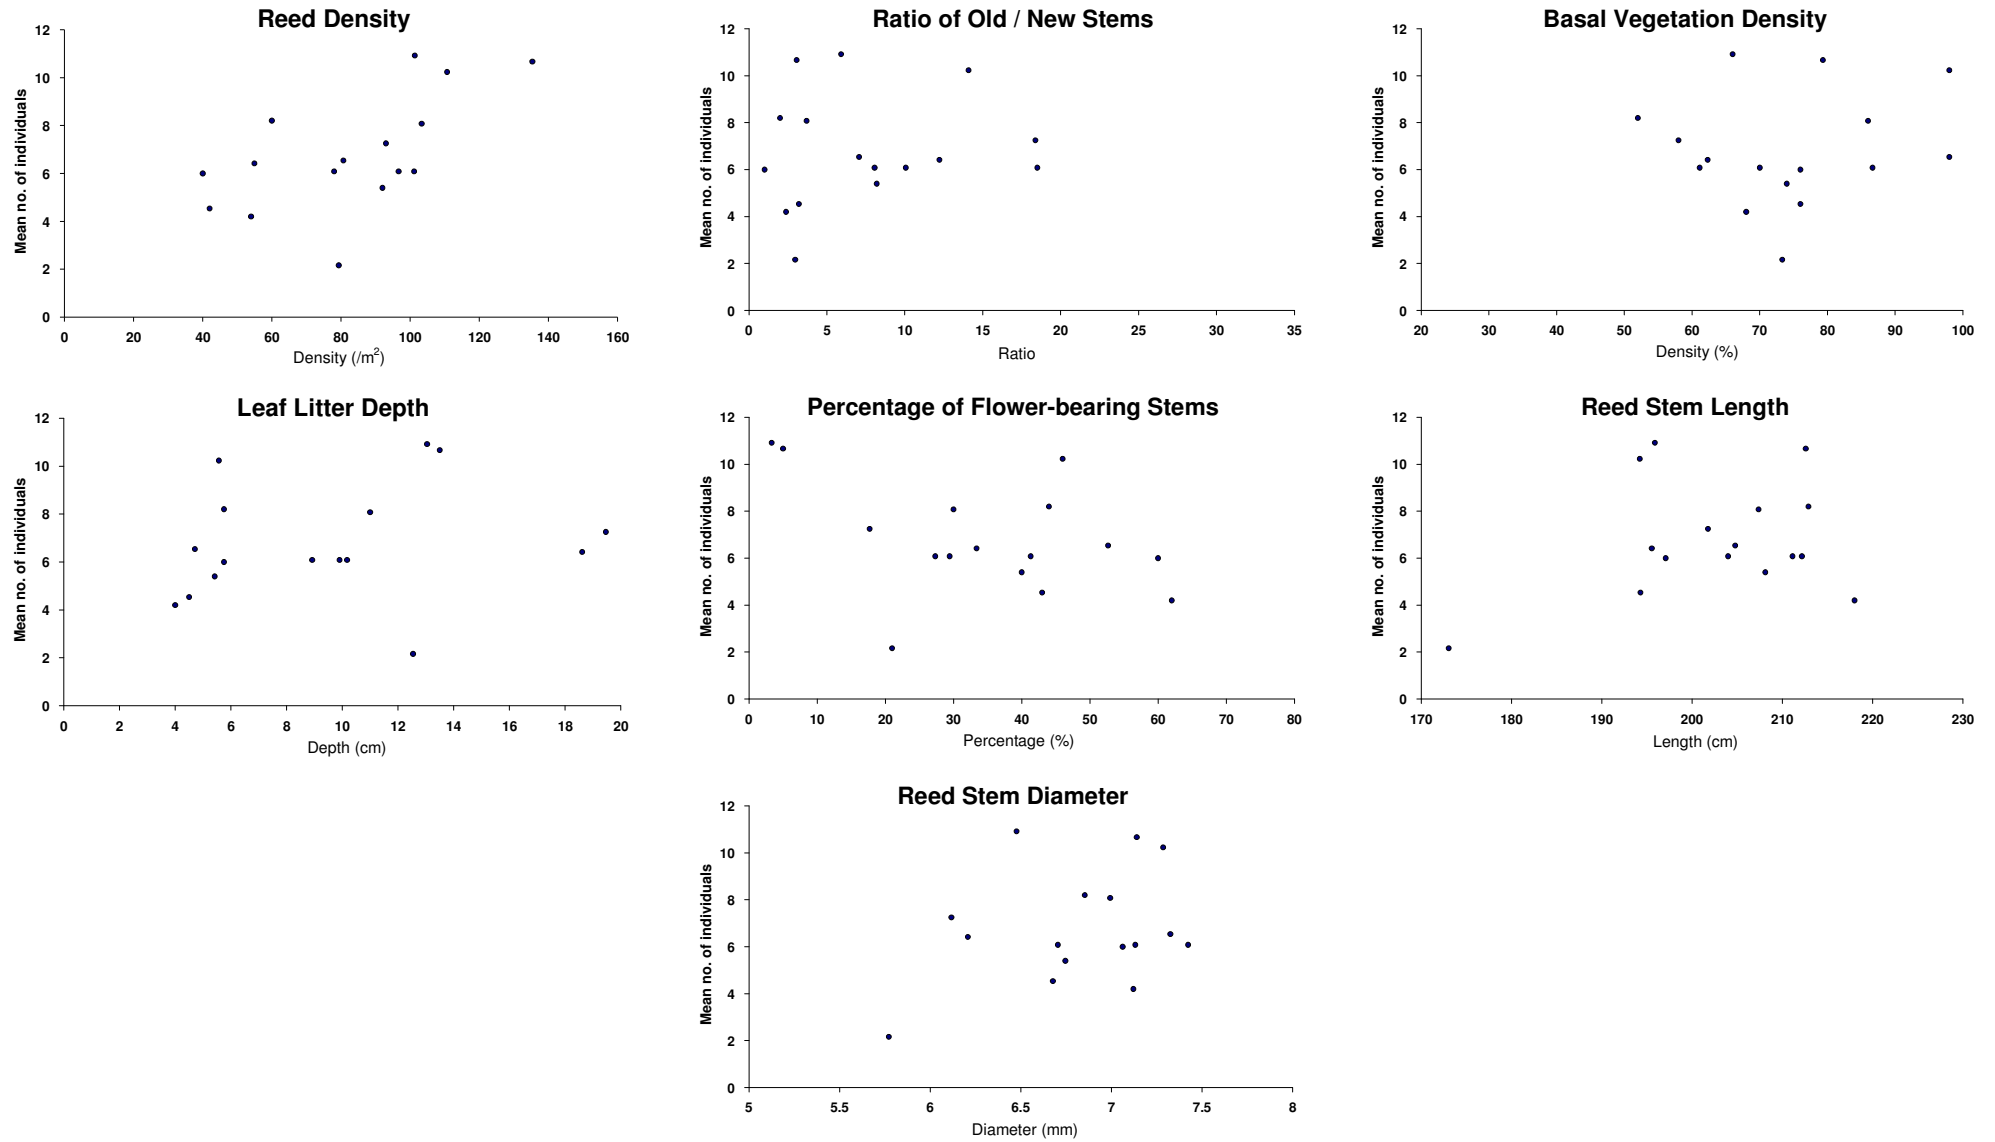 Reed Density
Mean no. of individuals
12
10
8
6
4
2
0
0 20 40 60 80 100 120 140 160
Density (/m²)
Ratio of Old / New Stems
Mean no. of individuals
12
10
8
6
4
2
0
0 5 10 15 20 25 30 35
Ratio
Basal Vegetation Density
Mean no. of individuals
12
10
8
6
4
2
0
20 30 40 50 60 70 80 90 100
Density (%)
Leaf Litter Depth
Mean no. of individuals
12
10
8
6
4
2
0
0 2 4 6 8 10 12 14 16 18 20
Depth (cm)
Percentage of Flower-bearing Stems
Mean no. of individuals
12
10
8
6
4
2
0
0 10 20 30 40 50 60 70 80
Percentage (%)
Reed Stem Length
Mean no. of individuals
12
10
8
6
4
2
0
170 180 190 200 210 220 230
Length (cm)
Reed Stem Diameter
Mean no. of individuals
12
10
8
6
4
2
0
5 5.5 6 6.5 7 7.5 8
Diameter (mm)